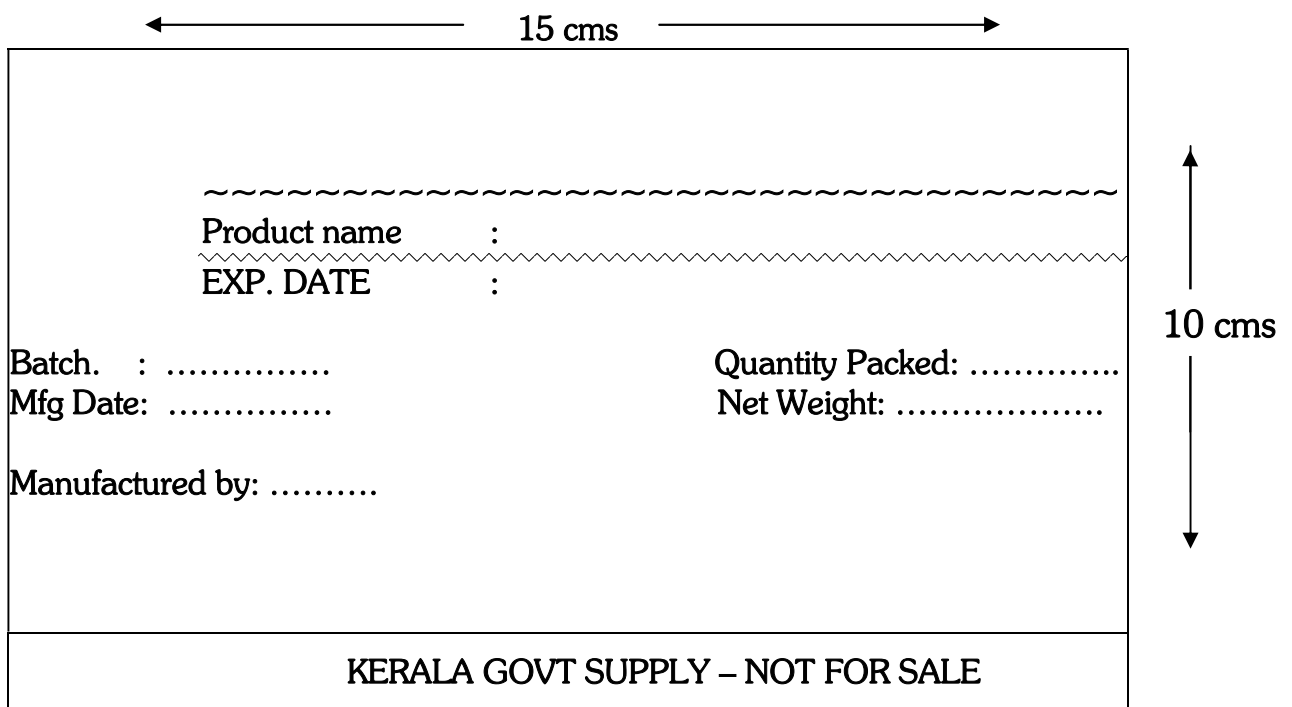 15 cms
~~~~~~~~~~~~~~~~~~~~~~~~~~~~~~~~~
Product name :
EXP. DATE :
10 cms
Batch. : …………… Quantity Packed: ………….
Mfg Date: …………… Net Weight: ……………….
Manufactured by: ……….
KERALA GOVT SUPPLY – NOT FOR SALE